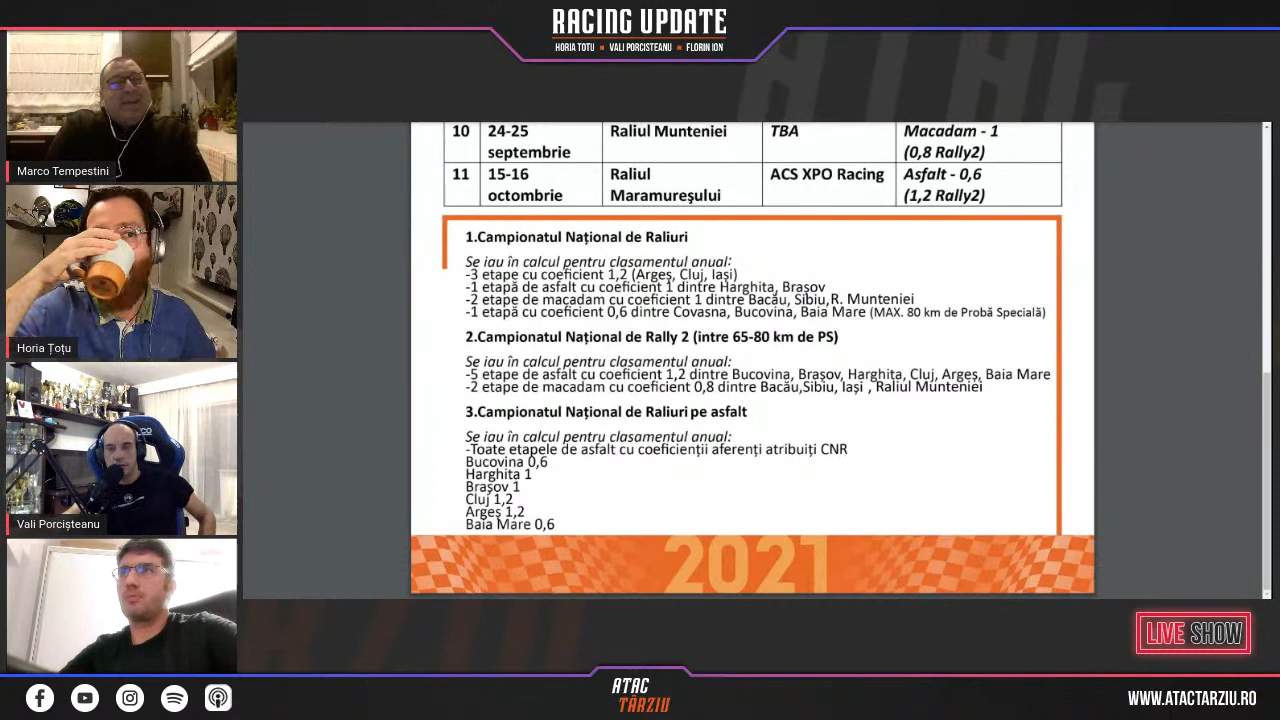 RACING UPDATE
HORIA TOTU • VALI PORCISTEANU • FLORIN ION
Marco Tempestini
Horia Țoțu
Vali Porcișteanu
10 24-25 septembrie Raliul Munteniei TBA Macadam - 1 (0,8 Rally2)
11 15-16 octombrie Raliul Maramureşului ACS XPO Racing Asfalt - 0,6 (1,2 Rally2)
1.Campionatul Național de Raliuri
Se iau în calcul pentru clasamentul anual:
-3 etape cu coeficient 1,2 (Argeș, Cluj, Iași)
-1 etapă de asfalt cu coeficient 1 dintre Harghita, Brașov
-2 etape de macadam cu coeficient 1 dintre Bacău, Sibiu,R. Munteniei
-1 etapă cu coeficient 0,6 dintre Covasna, Bucovina, Baia Mare (MAX. 80 km de Probă Specială)
2.Campionatul Național de Rally 2 (intre 65-80 km de PS)
Se iau în calcul pentru clasamentul anual:
-5 etape de asfalt cu coeficient 1,2 dintre Bucovina, Brașov, Harghita, Cluj, Argeș, Baia Mare
-2 etape de macadam cu coeficient 0,8 dintre Bacău,Sibiu, Iași , Raliul Munteniei
3.Campionatul Național de Raliuri pe asfalt
Se iau în calcul pentru clasamentul anual:
-Toate etapele de asfalt cu coeficienții aferenți atribuiți CNR
Bucovina 0,6
Harghita 1
Brașov 1
Cluj 1,2
Argeș 1,2
Baia Mare 0,6
2021
LIVE SHOW
ATAC
TÂRZIU
WWW.ATACTARZIU.RO